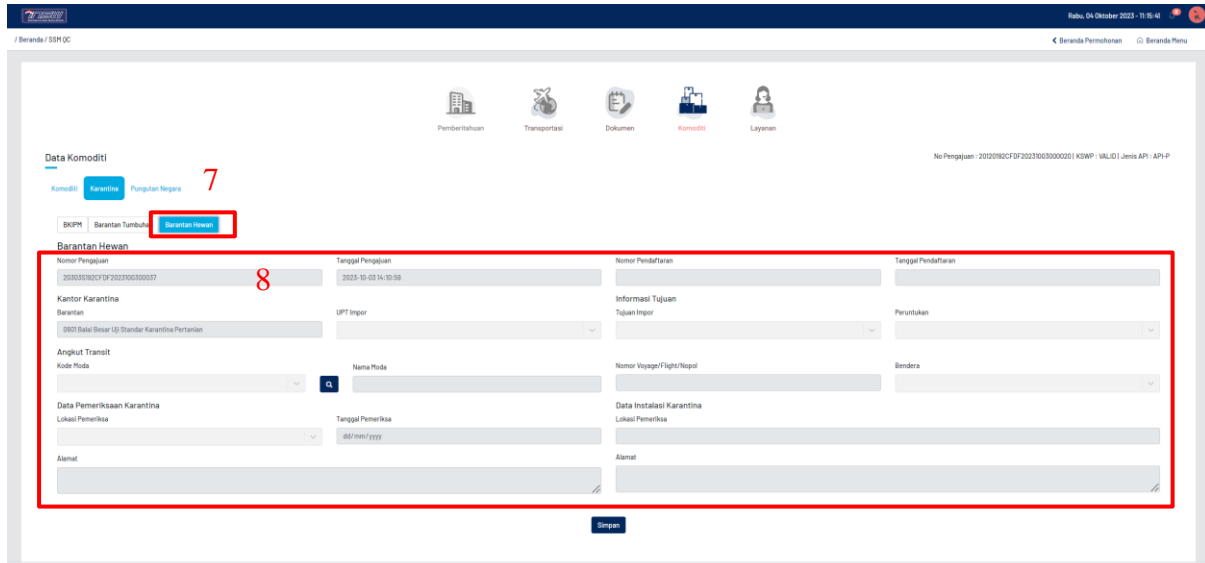 Rabu, 04 Oktober 2023 - 11:15:41
/ Beranda / SSM QC
Beranda Permohonan Beranda Menu
Pemberitahuan Transportasi Dokumen Komoditi Layanan
Data Komoditi
No Pengajuan : 20120192CFDF20231003000020 | KSWP : VALID | Jenis API : API-P
Komoditi Karantina Pungutan Negara
7
BKIPM Barantan Tumbuha Barantan Hewan
Barantan Hewan
Nomor Pengajuan Tanggal Pengajuan Nomor Pendaftaran Tanggal Pendaftaran
2023-10-03 14:10:59
8
Kantor Karantina Informasi Tujuan
Barantan UPT Impor Tujuan Impor Peruntukan
0901 Balai Besar Uji Standar Karantina Pertanian
Angkut Transit
Kode Moda Nama Moda Nomor Voyage/Flight/Nopol Bendera
Data Pemeriksaan Karantina Data Instalasi Karantina
Lokasi Pemeriksa Tanggal Pemeriksa Lokasi Pemeriksa
dd/mm/yyyy
Alamat Alamat
Simpan